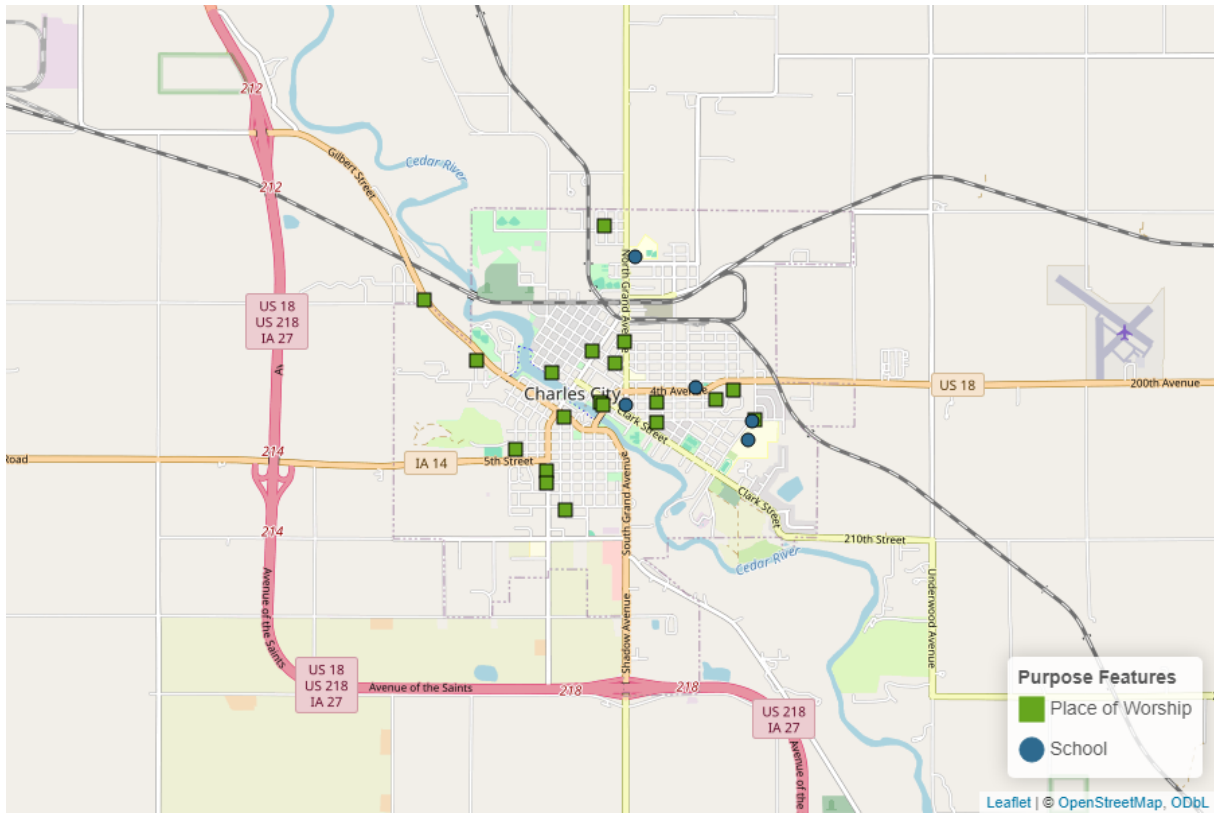 212
Cedar River
Gilbert Street
212
US 18
US 218
IA 27
North Grand Avenue
Av
US 18
200th Avenue
4th Avenue
Charles City
Clark Street
Road
214
IA 14
5th Street
Clark Street
214
South Grand Avenue
210th Street
Cedar River
Avenue of the Saints
Shadow Avenue
Underwood Avenue
US 18
US 218
IA 27
Avenue of the Saints
218
218
US 218
IA 27
Avenue of the
Purpose Features
Place of Worship
School
Leaflet | © OpenStreetMap, ODbL